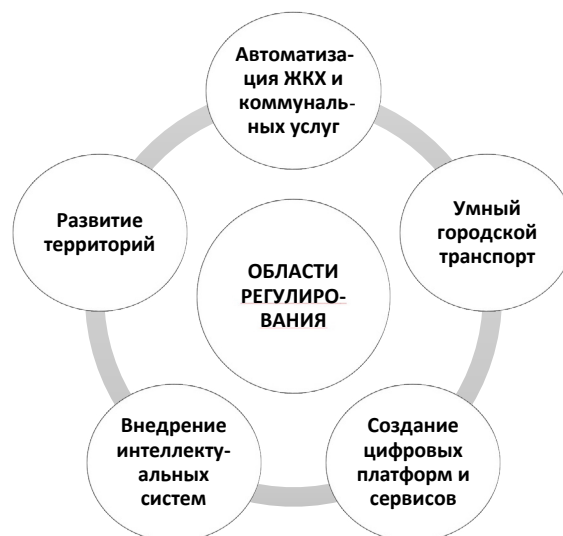 Автоматиза-
ция ЖКХ и
коммуналь-
ных услуг
Умный
городской
транспорт
Создание
цифровых
платформ и
сервисов
Внедрение
интеллекту-
альных
систем
Развитие
территорий
ОБЛАСТИ
РЕГУЛИРО-
ВАНИЯ